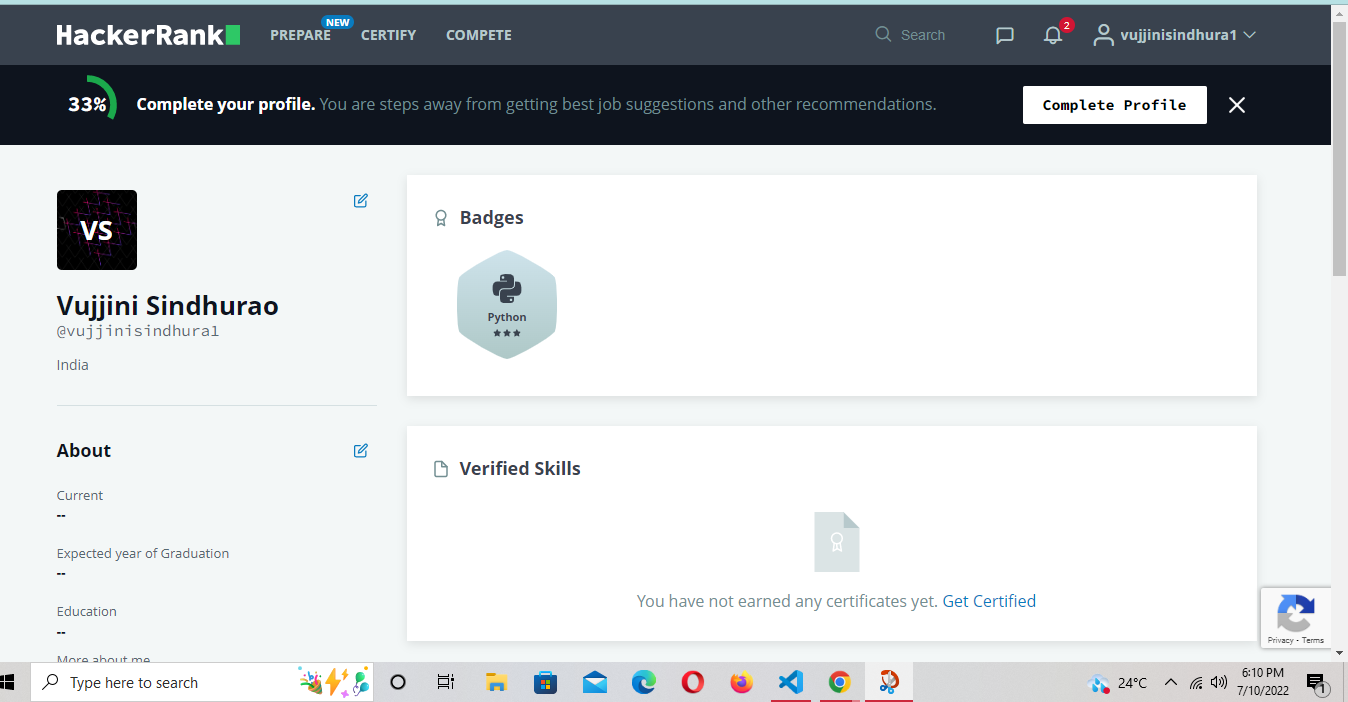 HackerRank PREPARE NEW CERTIFY COMPETE Search 2 vujjinisindhura1
33% Complete your profile. You are steps away from getting best job suggestions and other recommendations. Complete Profile
VS
Vujjini Sindhurao
@vujjinisindhura1
India
About
Current
--
Expected year of Graduation
--
Education
--
More about me
Badges
Python
Verified Skills
You have not earned any certificates yet. Get Certified
Privacy - Terms
Type here to search
24°C
6:10 PM
7/10/2022
1